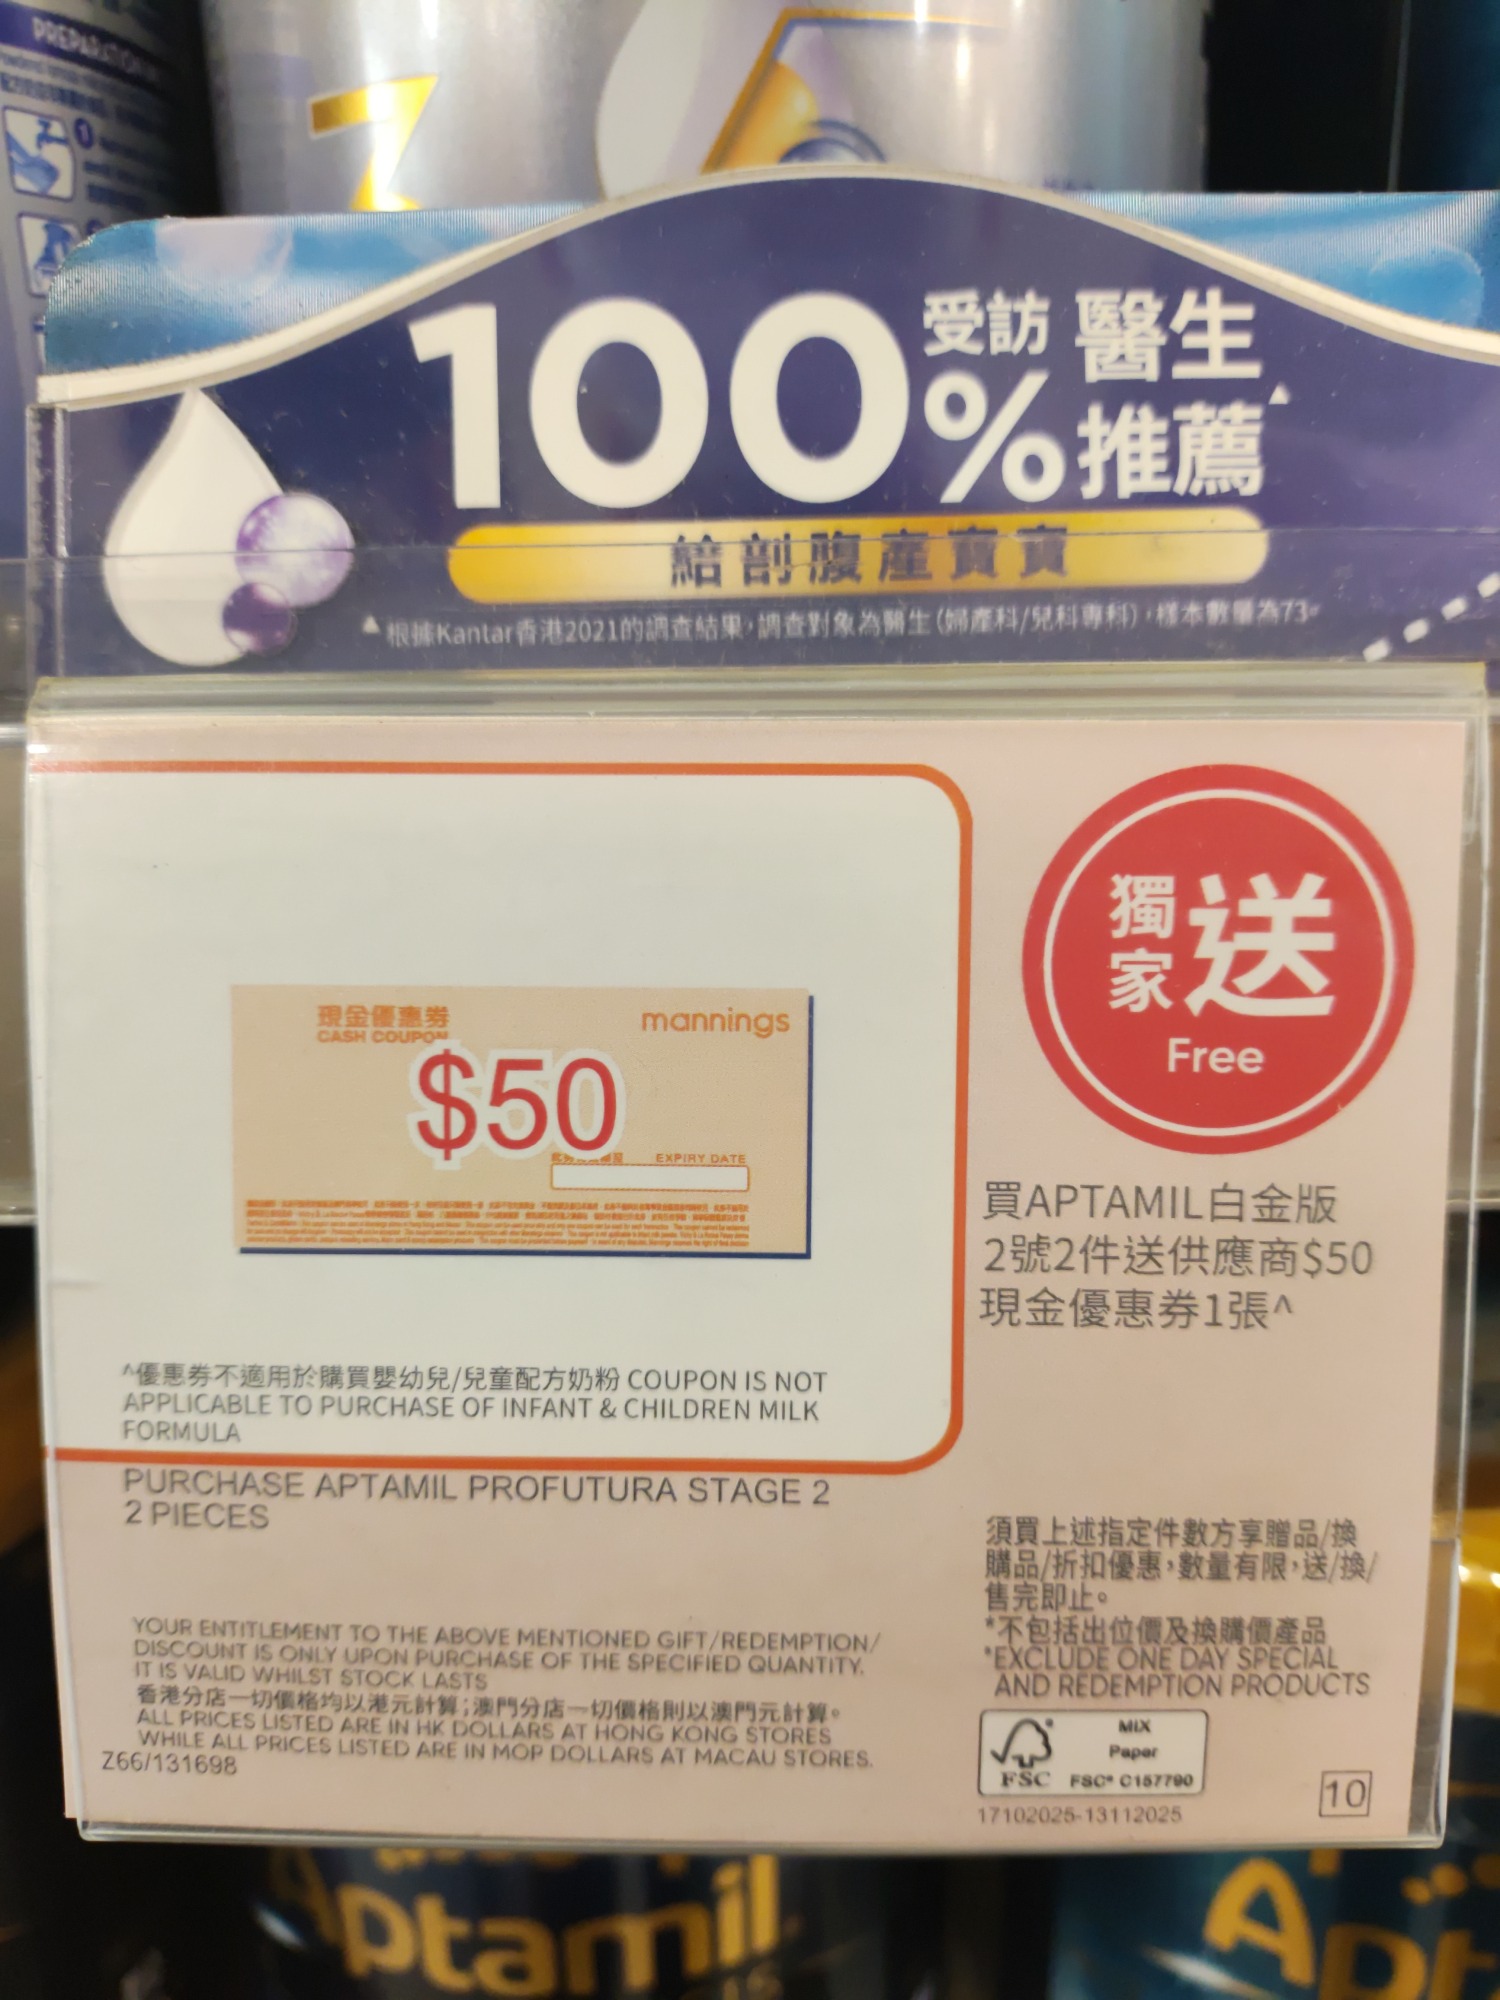 PREPARATION
1
100%
受訪 醫生
推薦▲
給剖腹產寶寶
▲根據Kantar香港2021的調查結果，調查對象為醫生（婦產科/兒科專科），樣本數量為73。
獨家送
Free
現金優惠券
CASH COUPON
mannings
$50
EXPIRY DATE
買APTAMIL白金版
2號2件送供應商$50
現金優惠券1張^
^優惠券不適用於購買嬰幼兒/兒童配方奶粉 COUPON IS NOT
APPLICABLE TO PURCHASE OF INFANT & CHILDREN MILK
FORMULA
PURCHASE APTAMIL PROFUTURA STAGE 2
2 PIECES
須買上述指定件數方享贈品/換
購品/折扣優惠，數量有限，送/換/
售完即止。
*不包括出位價及換購價產品
*EXCLUDE ONE DAY SPECIAL
AND REDEMPTION PRODUCTS
YOUR ENTITLEMENT TO THE ABOVE MENTIONED GIFT/REDEMPTION/
DISCOUNT IS ONLY UPON PURCHASE OF THE SPECIFIED QUANTITY.
IT IS VALID WHILST STOCK LASTS
香港分店一切價格均以港元計算；澳門分店一切價格則以澳門元計算。
ALL PRICES LISTED ARE IN HK DOLLARS AT HONG KONG STORES
WHILE ALL PRICES LISTED ARE IN MOP DOLLARS AT MACAU STORES.
Z66/131698
FSC
MIX
Paper
FSC® C157790
17102025-13112025
10
Aptamil
Apt